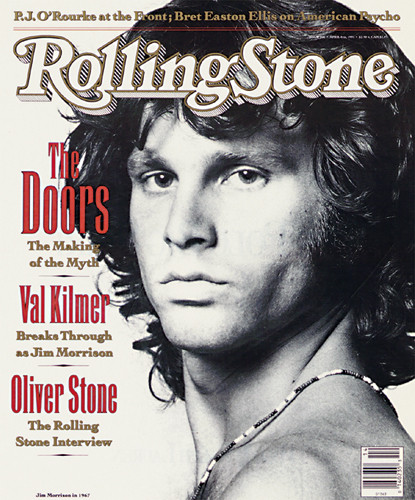 P.J. O'Rourke at the Front; Bret Easton Ellis on American Psycho
RollingStone
The
Doors
The Making
of the Myth
Val Kilmer
Breaks Through
as Jim Morrison
Oliver Stone
The Rolling
Stone Interview
Jim Morrison in 1967